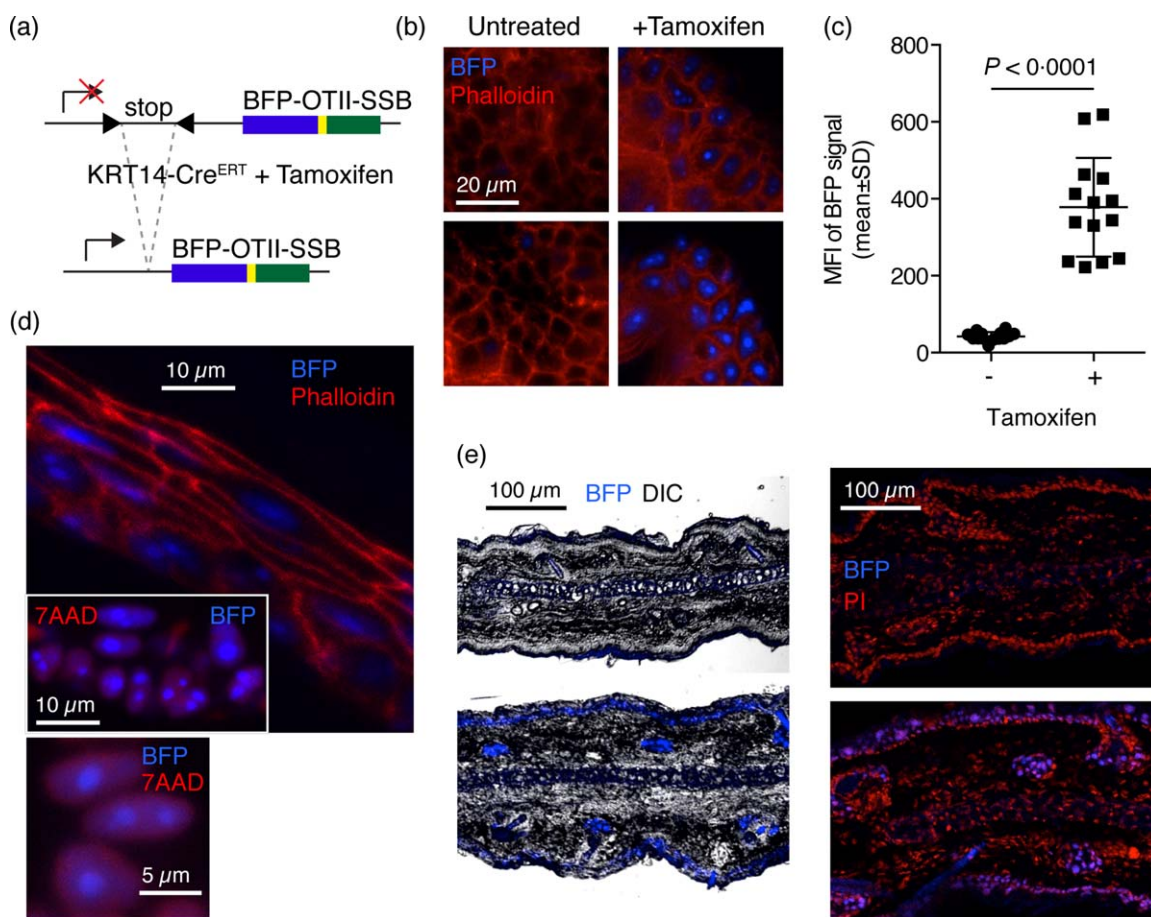 (a)
stop
BFP-OTII-SSB
KRT14-Cre^ERT + Tamoxifen
BFP-OTII-SSB
(b)
Untreated
+Tamoxifen
BFP
Phalloidin
20 µm
(c)
800
600
400
200
0
MFI of BFP signal
(mean±SD)
P < 0·0001
-
+
Tamoxifen
(d)
10 µm
BFP
Phalloidin
7AAD
BFP
10 µm
BFP
7AAD
5 µm
(e)
100 µm
BFP DIC
100 µm
BFP
PI